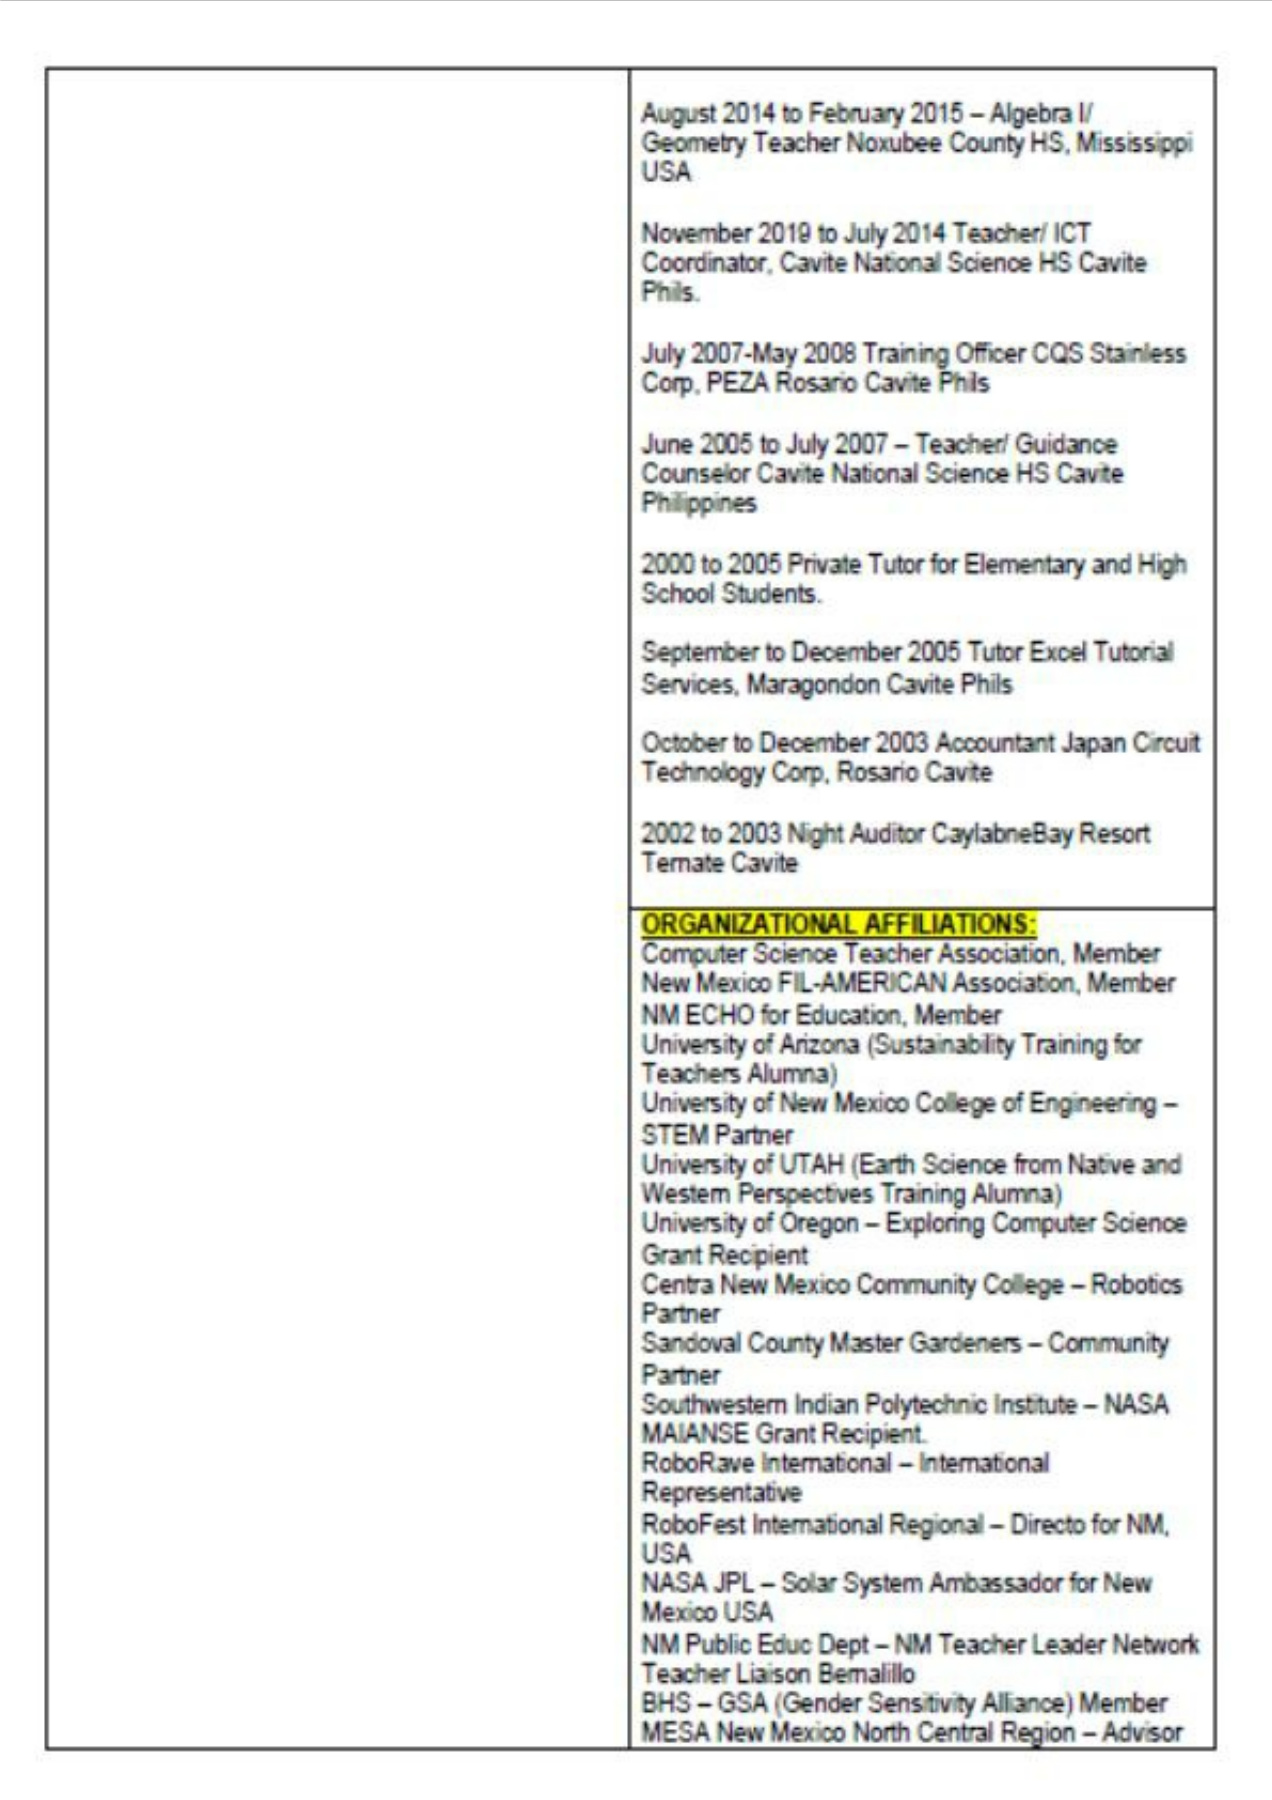 August 2014 to February 2015 – Algebra I/
Geometry Teacher Noxubee County HS, Mississippi
USA
November 2019 to July 2014 Teacher/ ICT
Coordinator, Cavite National Science HS Cavite
Phils.
July 2007-May 2008 Training Officer CQS Stainless
Corp, PEZA Rosario Cavite Phils
June 2005 to July 2007 – Teacher/ Guidance
Counselor Cavite National Science HS Cavite
Philippines
2000 to 2005 Private Tutor for Elementary and High
School Students.
September to December 2005 Tutor Excel Tutorial
Services, Maragondon Cavite Phils
October to December 2003 Accountant Japan Circuit
Technology Corp, Rosario Cavite
2002 to 2003 Night Auditor CaylabneBay Resort
Ternate Cavite
ORGANIZATIONAL AFFILIATIONS:
Computer Science Teacher Association, Member
New Mexico FIL-AMERICAN Association, Member
NM ECHO for Education, Member
University of Arizona (Sustainability Training for
Teachers Alumna)
University of New Mexico College of Engineering –
STEM Partner
University of UTAH (Earth Science from Native and
Western Perspectives Training Alumna)
University of Oregon – Exploring Computer Science
Grant Recipient
Centra New Mexico Community College – Robotics
Partner
Sandoval County Master Gardeners – Community
Partner
Southwestern Indian Polytechnic Institute – NASA
MAIANSE Grant Recipient.
RoboRave International – International
Representative
RoboFest International Regional – Directo for NM,
USA
NASA JPL – Solar System Ambassador for New
Mexico USA
NM Public Educ Dept – NM Teacher Leader Network
Teacher Liaison Bernalillo
BHS – GSA (Gender Sensitivity Alliance) Member
MESA New Mexico North Central Region – Advisor